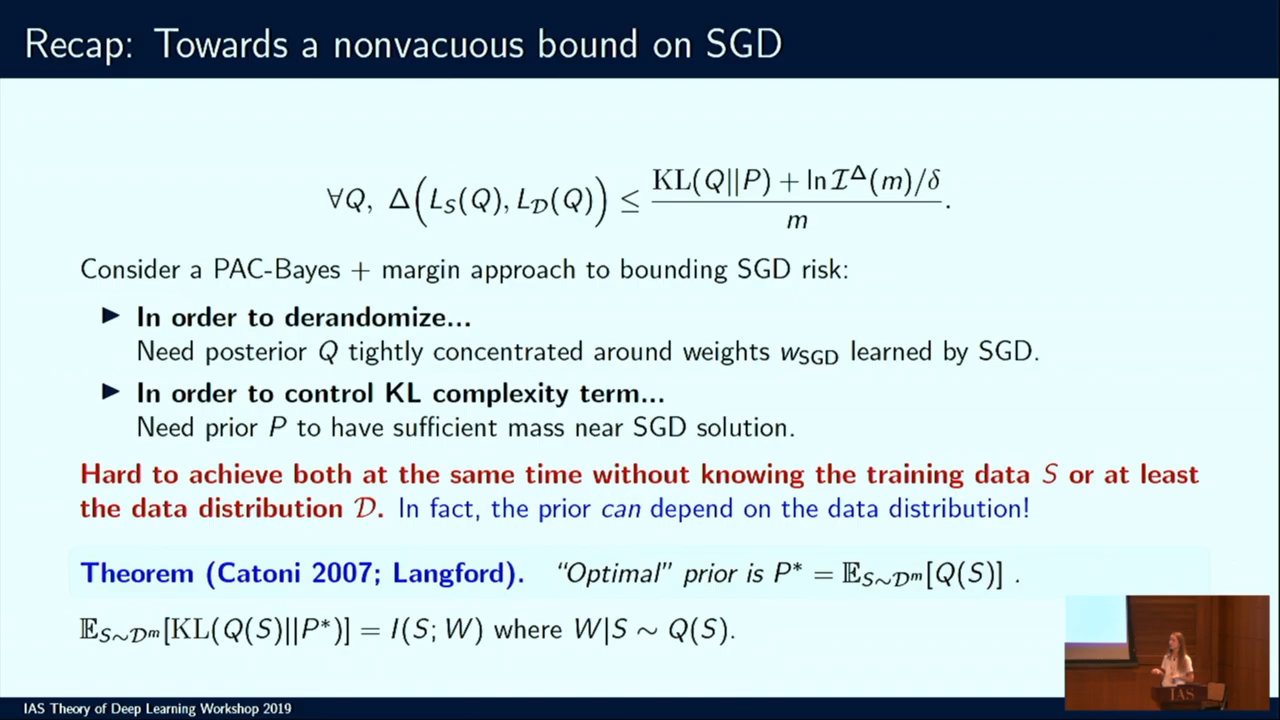 Recap: Towards a nonvacuous bound on SGD
∀Q, Δ(L_S(Q), L_𝒟(Q)) ≤ (KL(Q||P) + ln ℐ^Δ(m)/δ) / m.
Consider a PAC-Bayes + margin approach to bounding SGD risk:
▶ In order to derandomize...
Need posterior Q tightly concentrated around weights w_SGD learned by SGD.
▶ In order to control KL complexity term...
Need prior P to have sufficient mass near SGD solution.
Hard to achieve both at the same time without knowing the training data S or at least
the data distribution 𝒟. In fact, the prior can depend on the data distribution!
Theorem (Catoni 2007; Langford). “Optimal” prior is P* = 𝔼_{S∼𝒟^m}[Q(S)] .
𝔼_{S∼𝒟^m}[KL(Q(S)||P*)] = I(S; W) where W|S ∼ Q(S).
IAS
IAS Theory of Deep Learning Workshop 2019